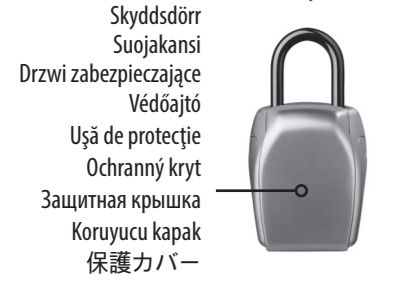 Skyddsdörr
Suojakansi
Drzwi zabezpieczające
Védőajtó
Uşă de protecţie
Ochranný kryt
Защитная крышка
Koruyucu kapak
保護カバー